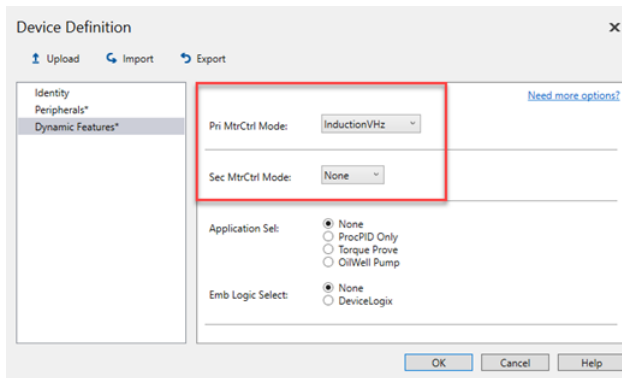 Device Definition
Upload Import Export
Identity
Peripherals*
Dynamic Features*
Need more options?
Pri MtrCtrl Mode: InductionVHz
Sec MtrCtrl Mode: None
Application Sel: None
ProcPID Only
Torque Prove
OilWell Pump
Emb Logic Select: None
DeviceLogix
OK Cancel Help